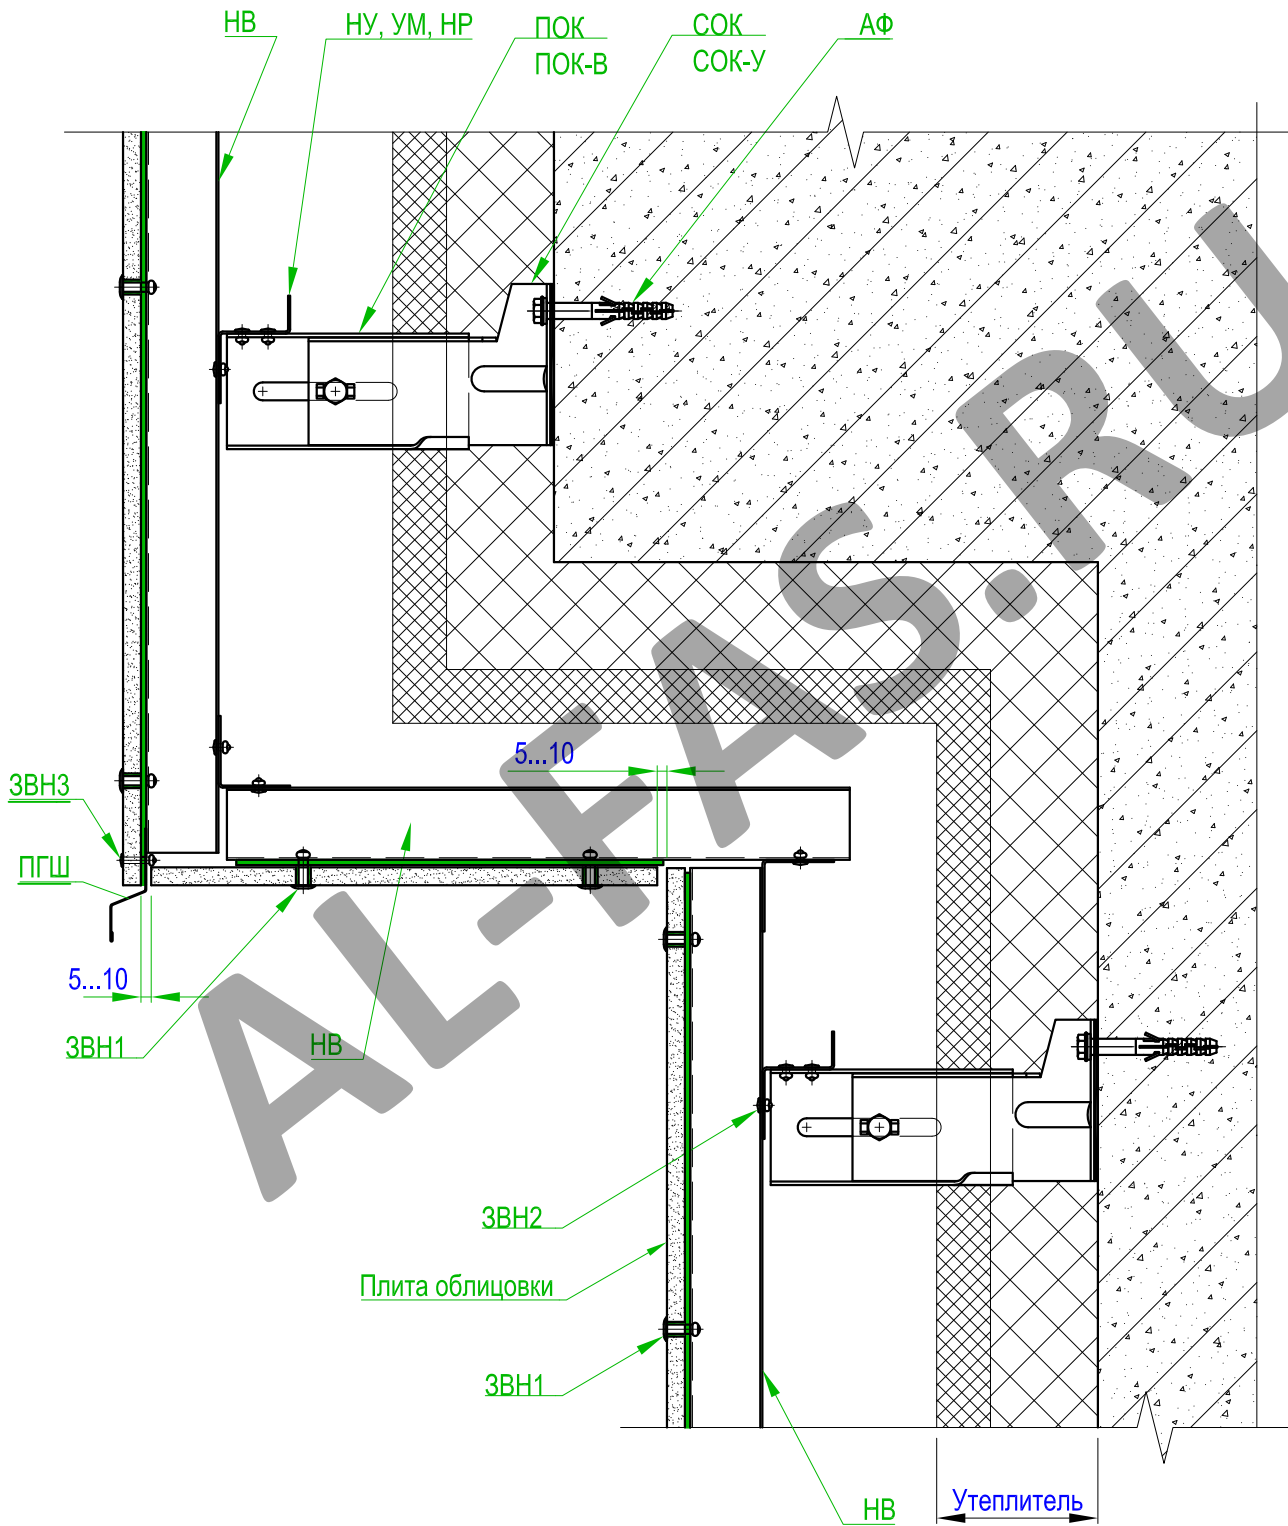 НВ
НУ, УМ, НР
ПОК
ПОК-В
СОК
СОК-У
АФ
5...10
ЗВН3
ПГШ
5...10
ЗВН1
НВ
ЗВН2
Плита облицовки
ЗВН1
НВ
Утеплитель
AL-FAS.RU